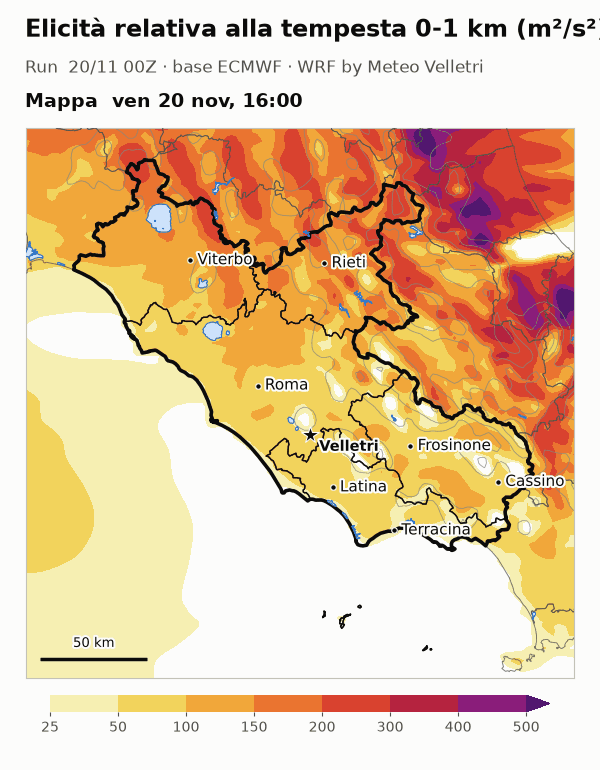 Elicità relativa alla tempesta 0-1 km (m²/s²)
Run  20/11 00Z · base ECMWF · WRF by Meteo Velletri
Mappa  ven 20 nov, 16:00
Viterbo
Rieti
Roma
Velletri
Frosinone
Cassino
Latina
Terracina
50 km
25 50 100 150 200 300 400 500